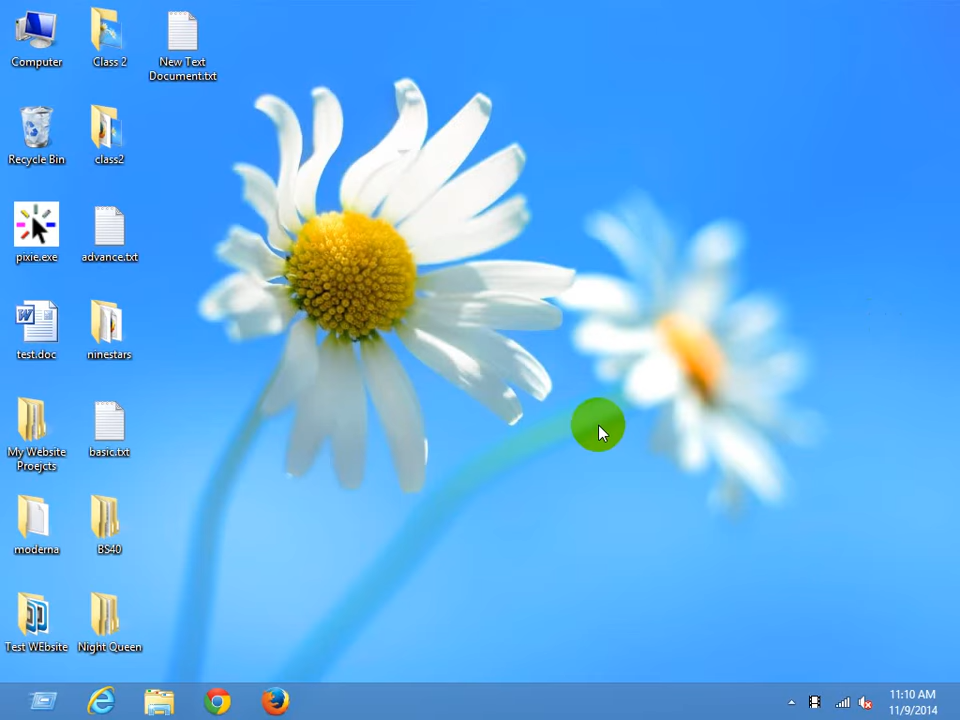 Computer
Class 2
New Text
Document.txt
Recycle Bin
class2
pixie.exe
advance.txt
test.doc
ninestars
My Website
Proejcts
basic.txt
moderna
BS40
Test WEbsite
Night Queen
11:10 AM
11/9/2014